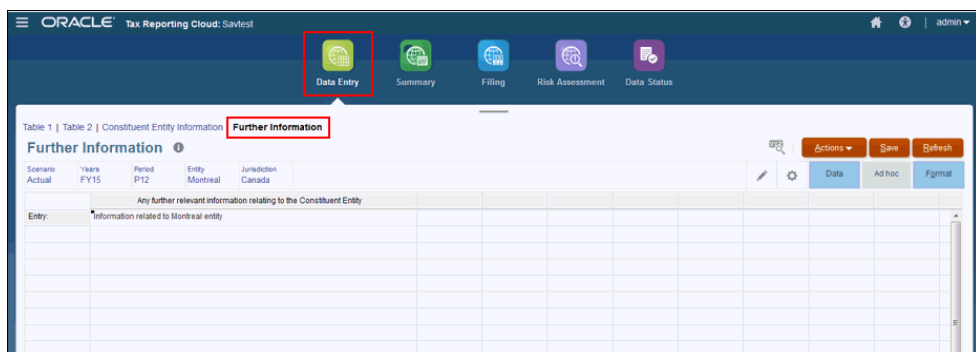 ORACLE Tax Reporting Cloud: Savtest admin
Data Entry Summary Filing Risk Assessment Data Status
Table 1 | Table 2 | Constituent Entity Information Further Information
Further Information
Actions Save Refresh
Scenario Years Period Entity Jurisdiction
Actual FY15 P12 Montreal Canada
Data Ad hoc Format
Any further relevant information relating to the Constituent Entity
Entry: Information related to Montreal entity